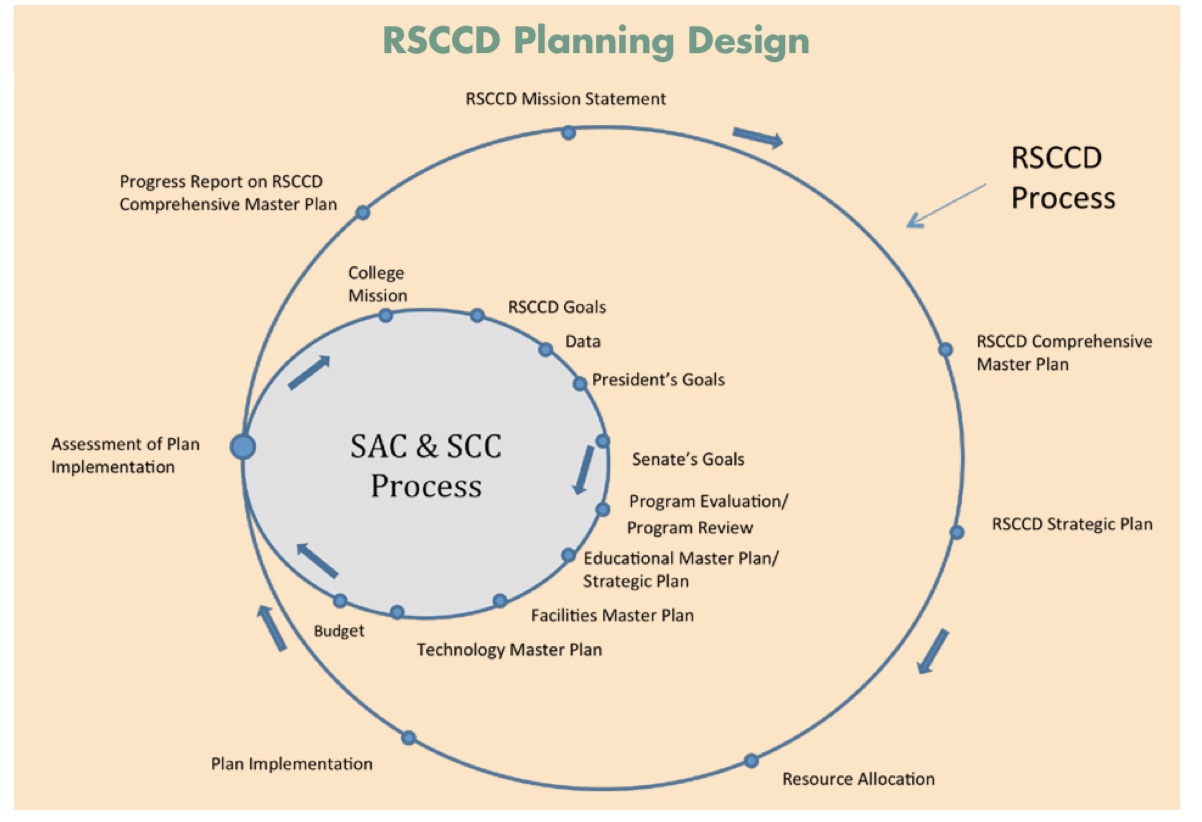 RSCCD Planning Design
RSCCD Mission Statement
RSCCD
Process
Progress Report on RSCCD
Comprehensive Master Plan
College
Mission
RSCCD Goals
Data
RSCCD Comprehensive
Master Plan
President's Goals
Assessment of Plan
Implementation
SAC & SCC
Process
Senate's Goals
Program Evaluation/
Program Review
RSCCD Strategic Plan
Educational Master Plan/
Strategic Plan
Facilities Master Plan
Budget
Technology Master Plan
Plan Implementation
Resource Allocation